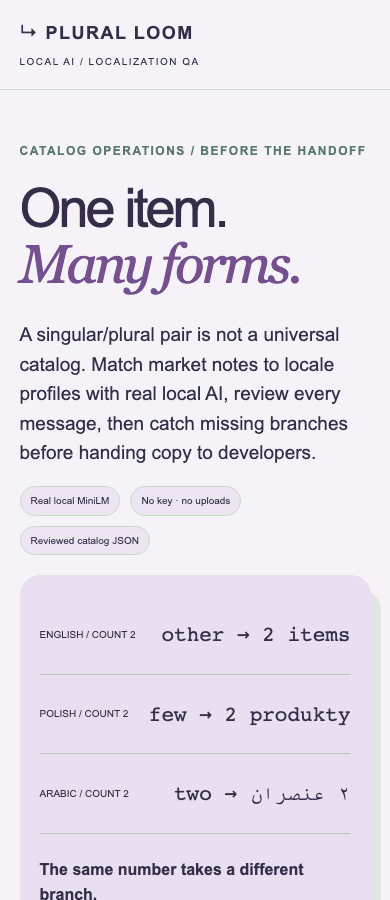 ↳ PLURAL LOOM
LOCAL AI / LOCALIZATION QA
CATALOG OPERATIONS / BEFORE THE HANDOFF
One item.
Many forms.
A singular/plural pair is not a universal
catalog. Match market notes to locale
profiles with real local AI, review every
message, then catch missing branches
before handing copy to developers.
Real local MiniLM
No key · no uploads
Reviewed catalog JSON
ENGLISH / COUNT 2 other → 2 items
POLISH / COUNT 2 few → 2 produkty
ARABIC / COUNT 2 two → ٢ عنصران
The same number takes a different
branch.